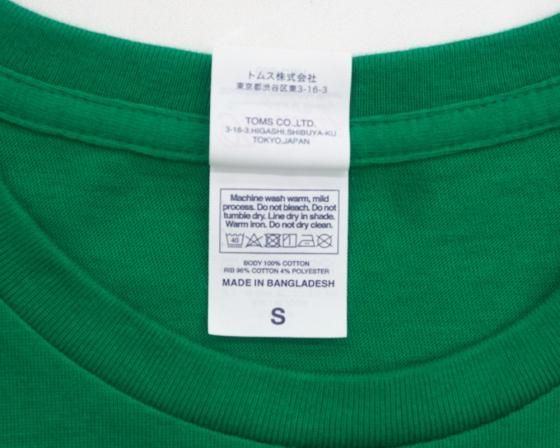 トムス株式会社
東京都渋谷区東3-16-3
TOMS CO.,LTD.
3-16-3,HIGASHI,SHIBUYA-KU
TOKYO,JAPAN
Machine wash warm, mild
process. Do not bleach. Do not
tumble dry. Line dry in shade.
Warm iron. Do not dry clean.
40
BODY 100% COTTON
RIB 96% COTTON 4% POLYESTER
MADE IN BANGLADESH
S